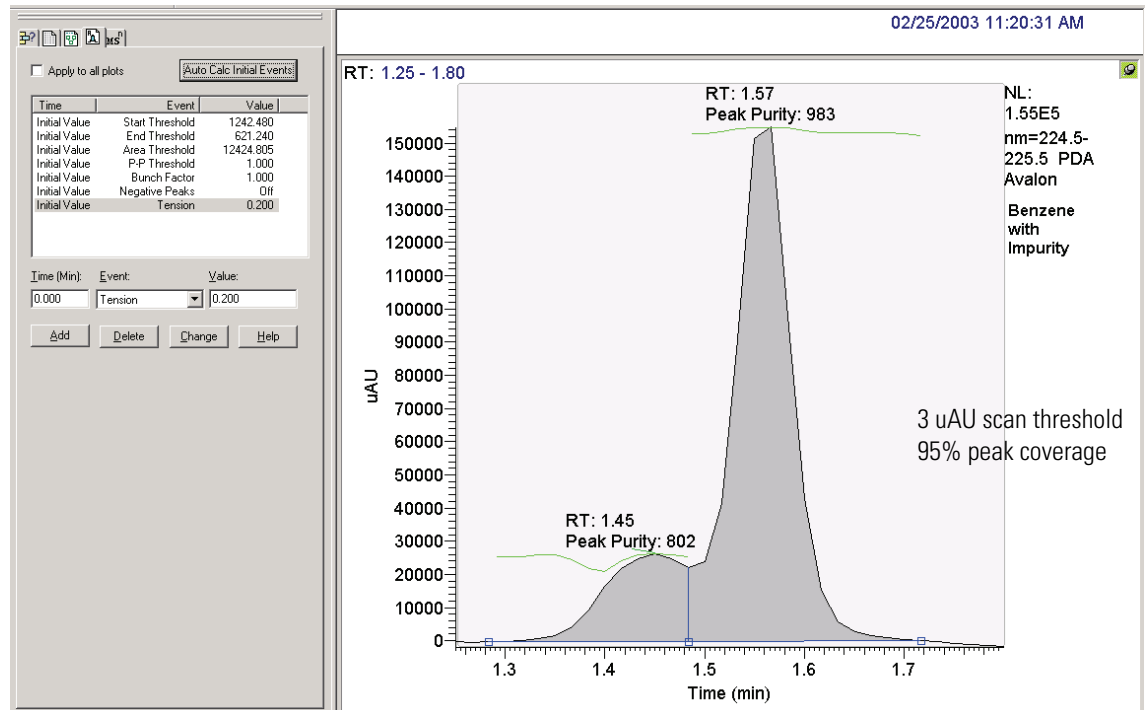 02/25/2003 11:20:31 AM
MSn
Apply to all plots
Auto Calc Initial Events
Time Event Value
Initial Value Start Threshold 1242.480
Initial Value End Threshold 621.240
Initial Value Area Threshold 12424.805
Initial Value P-P Threshold 1.000
Initial Value Bunch Factor 1.000
Initial Value Negative Peaks Off
Initial Value Tension 0.200
Time (Min): Event: Value:
0.000 Tension 0.200
Add Delete Change Help
RT: 1.25 - 1.80
RT: 1.57
Peak Purity: 983
NL:
1.55E5
nm=224.5-
225.5 PDA
Avalon
Benzene
with
Impurity
150000
140000
130000
120000
110000
100000
90000
80000
70000
60000
50000
40000
30000
20000
10000
0
uAU
3 uAU scan threshold
95% peak coverage
RT: 1.45
Peak Purity: 802
1.3 1.4 1.5 1.6 1.7
Time (min)